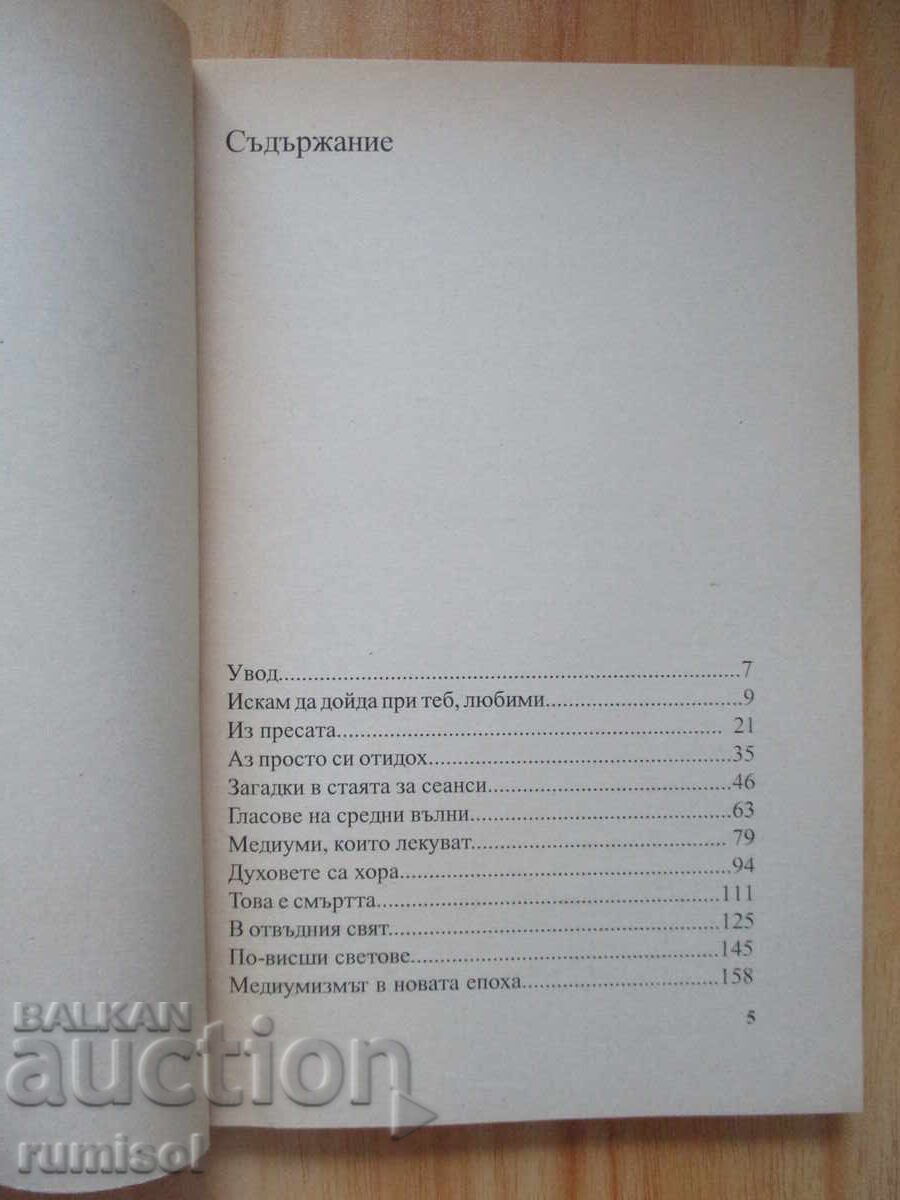 Съдържание
Увод..........7
Искам да дойда при теб, любими..........9
Из пресата..........21
Аз просто си отидох..........35
Загадки в стаята за сеанси..........46
Гласове на средни вълни..........63
Медиуми, които лекуват..........79
Духовете са хора..........94
Това е смъртта..........111
В отвъдния свят..........125
По-висши светове..........145
Медиумизмът в новата епоха..........158
5
BALKAN
auction
rumisol